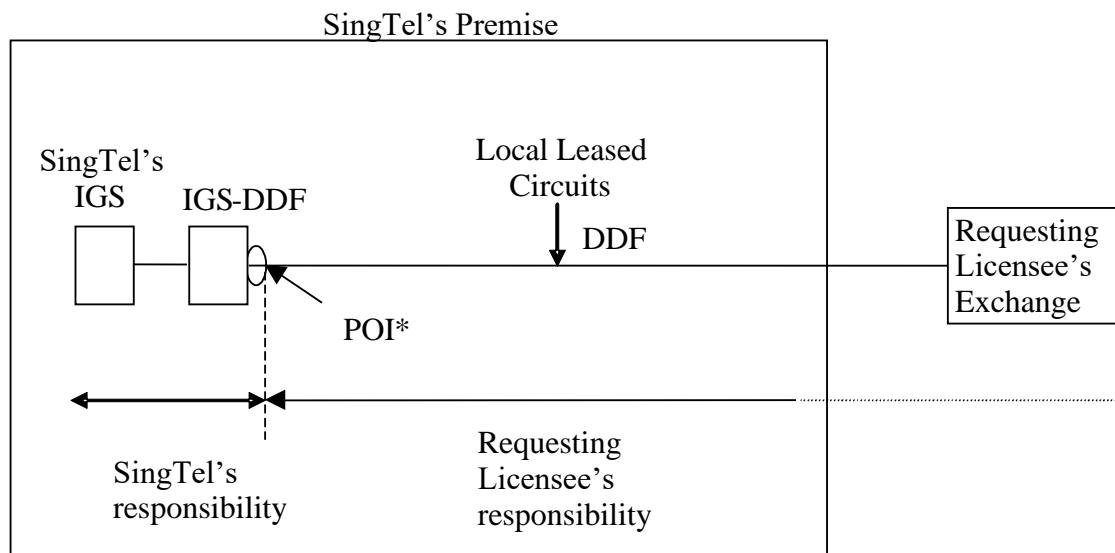 SingTel's Premise
SingTel's
IGS
IGS-DDF
Local Leased
Circuits
DDF
POI*
Requesting
Licensee's
Exchange
SingTel's
responsibility
Requesting
Licensee's
responsibility